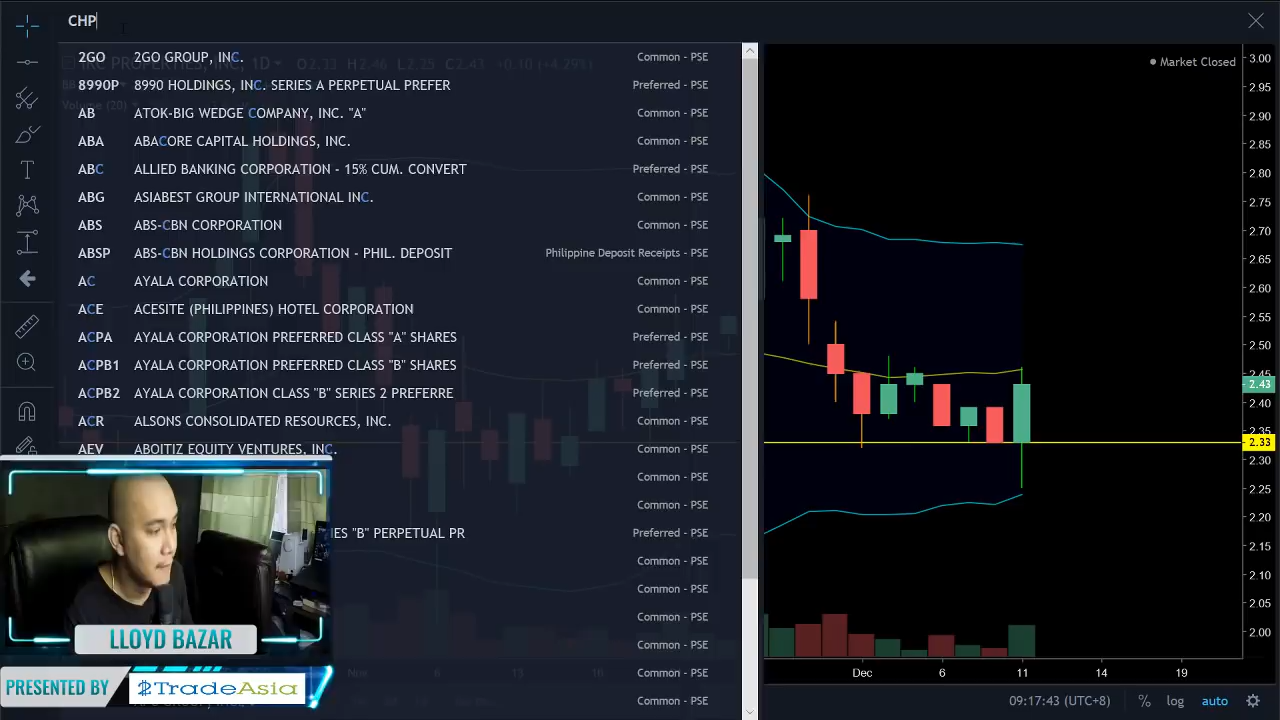 CHP
2GO 2GO GROUP, INC. Common - PSE
8990P 8990 HOLDINGS, INC. SERIES A PERPETUAL PREFER Preferred - PSE
AB ATOK-BIG WEDGE COMPANY, INC. "A" Common - PSE
ABA ABACORE CAPITAL HOLDINGS, INC. Common - PSE
ABC ALLIED BANKING CORPORATION - 15% CUM. CONVERT Preferred - PSE
ABG ASIABEST GROUP INTERNATIONAL INC. Common - PSE
ABS ABS-CBN CORPORATION Common - PSE
ABSP ABS-CBN HOLDINGS CORPORATION - PHIL. DEPOSIT Philippine Deposit Receipts - PSE
AC AYALA CORPORATION Common - PSE
ACE ACESITE (PHILIPPINES) HOTEL CORPORATION Common - PSE
ACPA AYALA CORPORATION PREFERRED CLASS "A" SHARES Preferred - PSE
ACPB1 AYALA CORPORATION PREFERRED CLASS "B" SHARES Preferred - PSE
ACPB2 AYALA CORPORATION CLASS "B" SERIES 2 PREFERRE Preferred - PSE
ACR ALSONS CONSOLIDATED RESOURCES, INC. Common - PSE
AEV ABOITIZ EQUITY VENTURES, INC. Common - PSE
Common - PSE
Common - PSE
IES "B" PERPETUAL PR Preferred - PSE
Common - PSE
Common - PSE
Common - PSE
Common - PSE
Common - PSE
Common - PSE
Market Closed
3.00
2.95
2.90
2.85
2.80
2.75
2.70
2.65
2.60
2.55
2.50
2.45
2.43
2.40
2.35
2.33
2.30
2.25
2.20
2.15
2.10
2.05
2.00
Nov 13 Dec 6 11 14 19
09:17:43 (UTC+8) % log auto
LLOYD BAZAR
PRESENTED BY TradeAsia